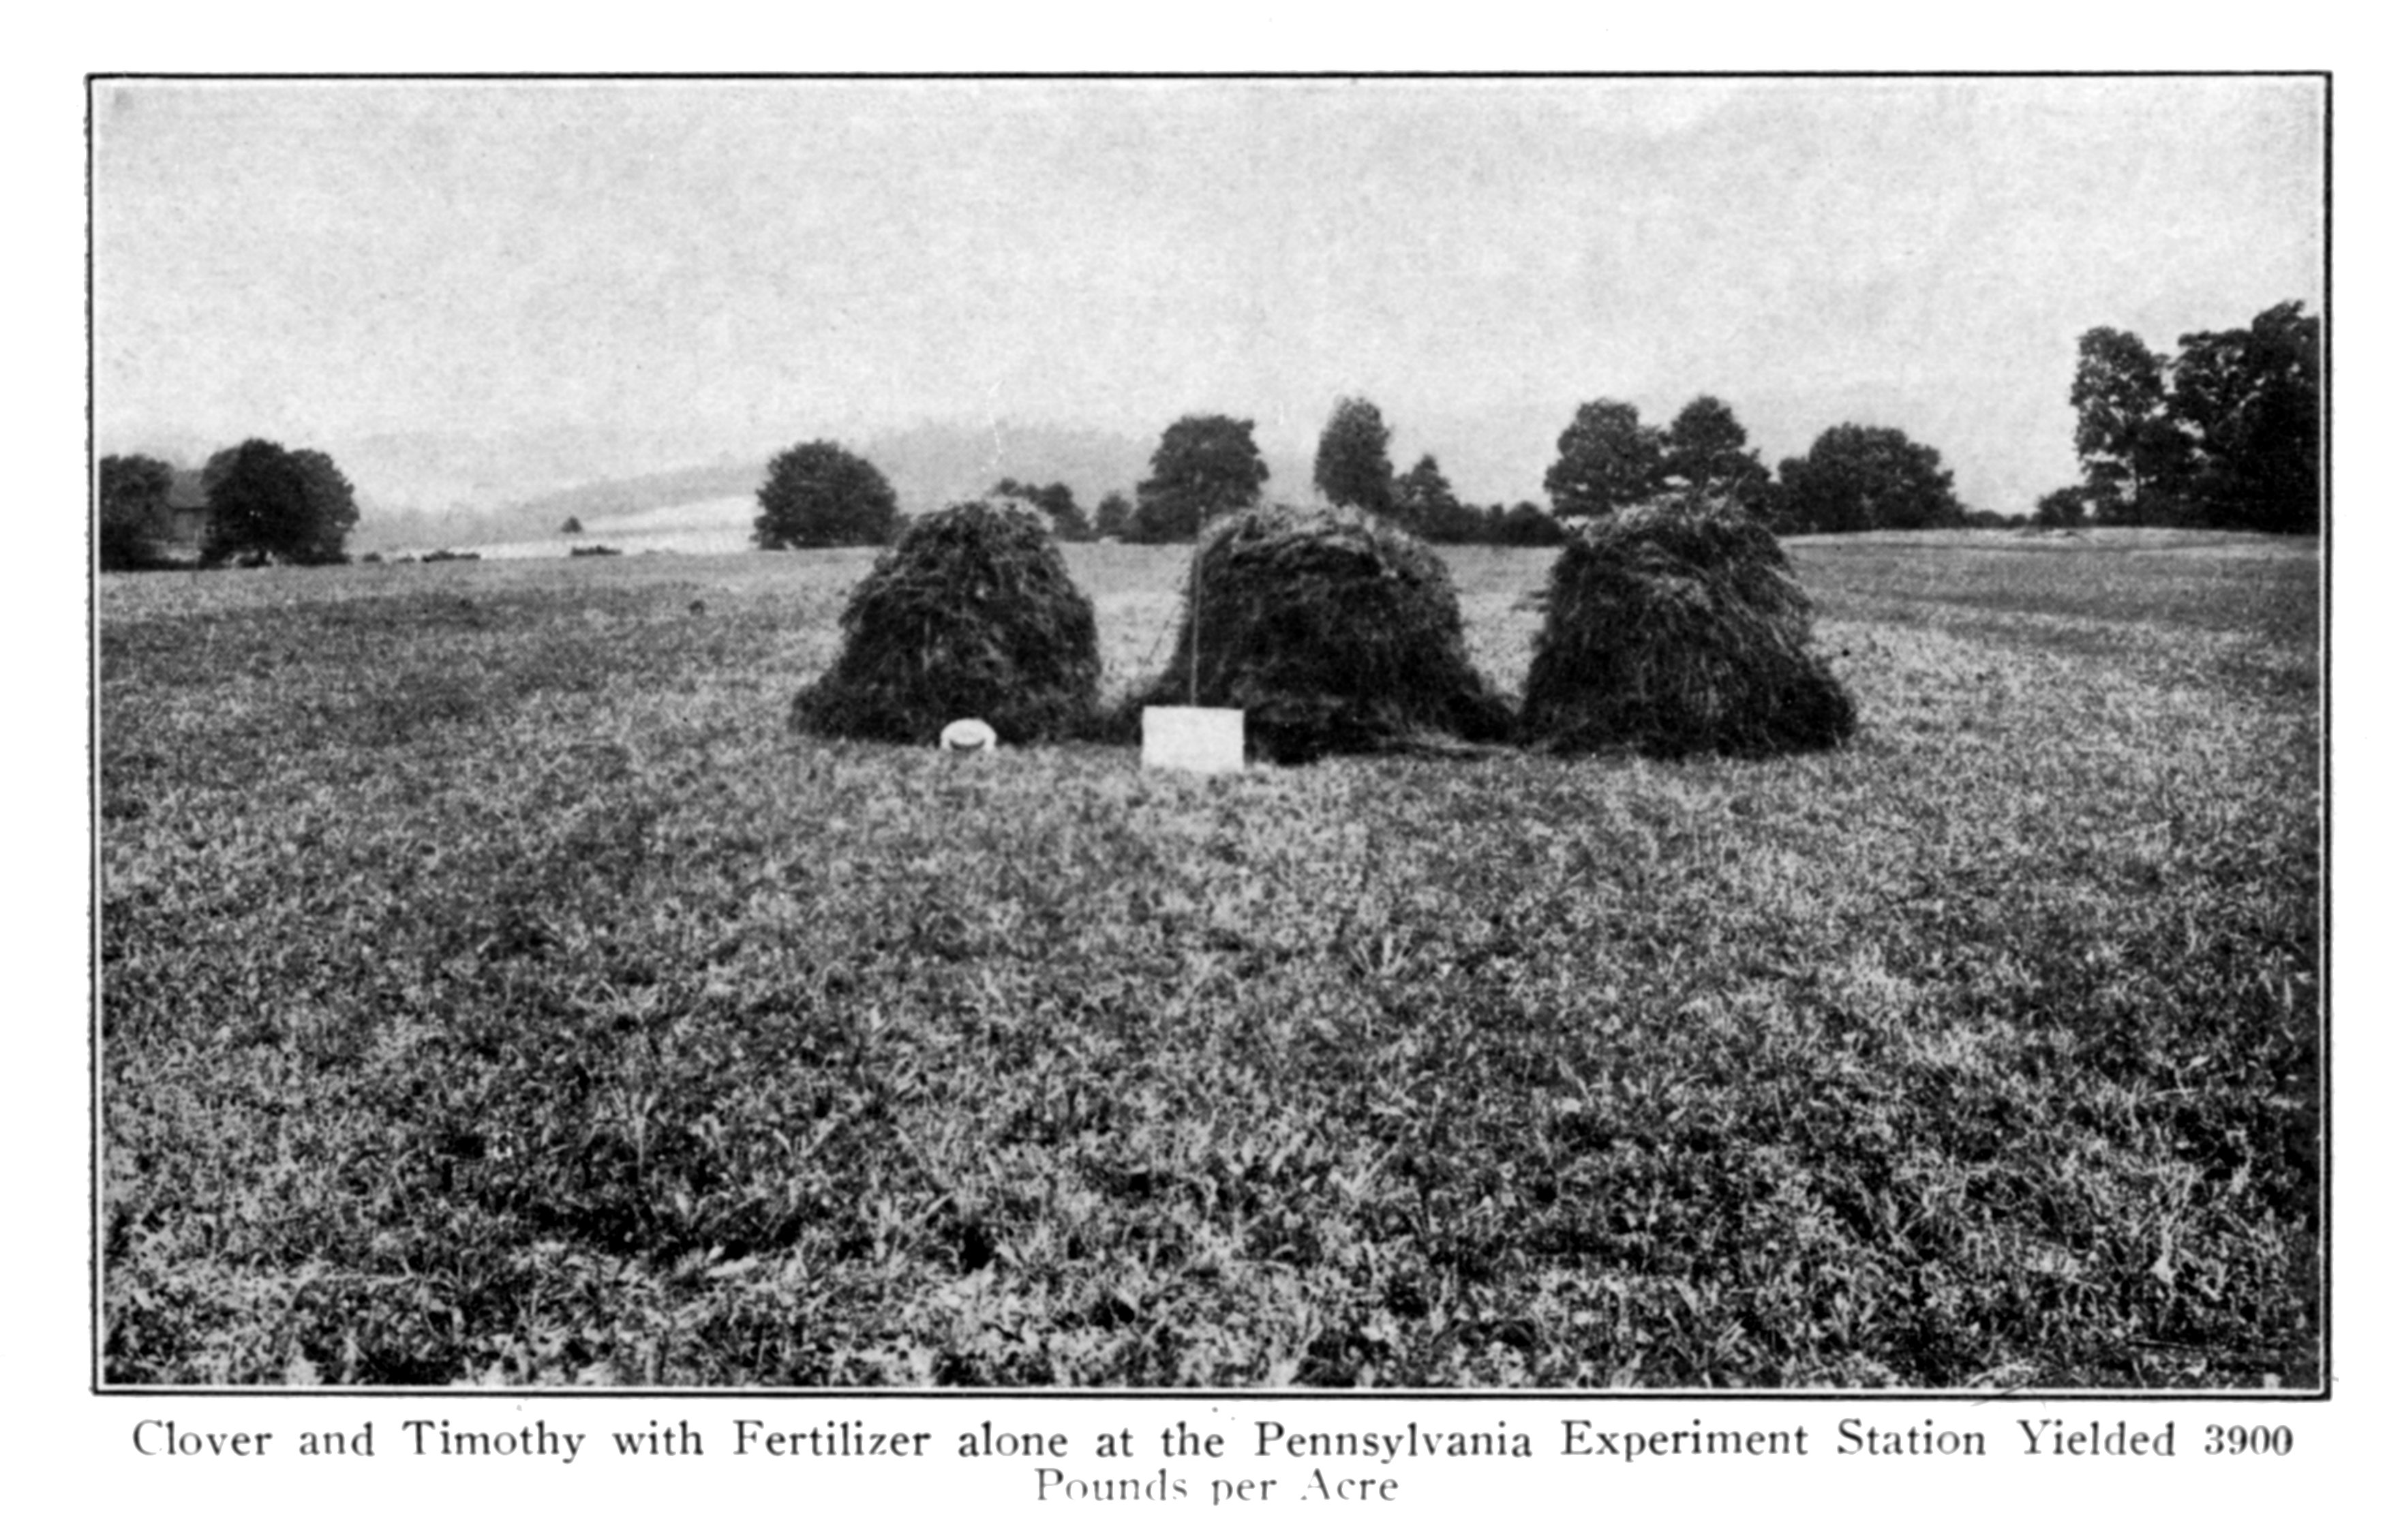 Clover and Timothy with Fertilizer alone at the Pennsylvania Experiment Station Yielded 3900
Pounds per Acre